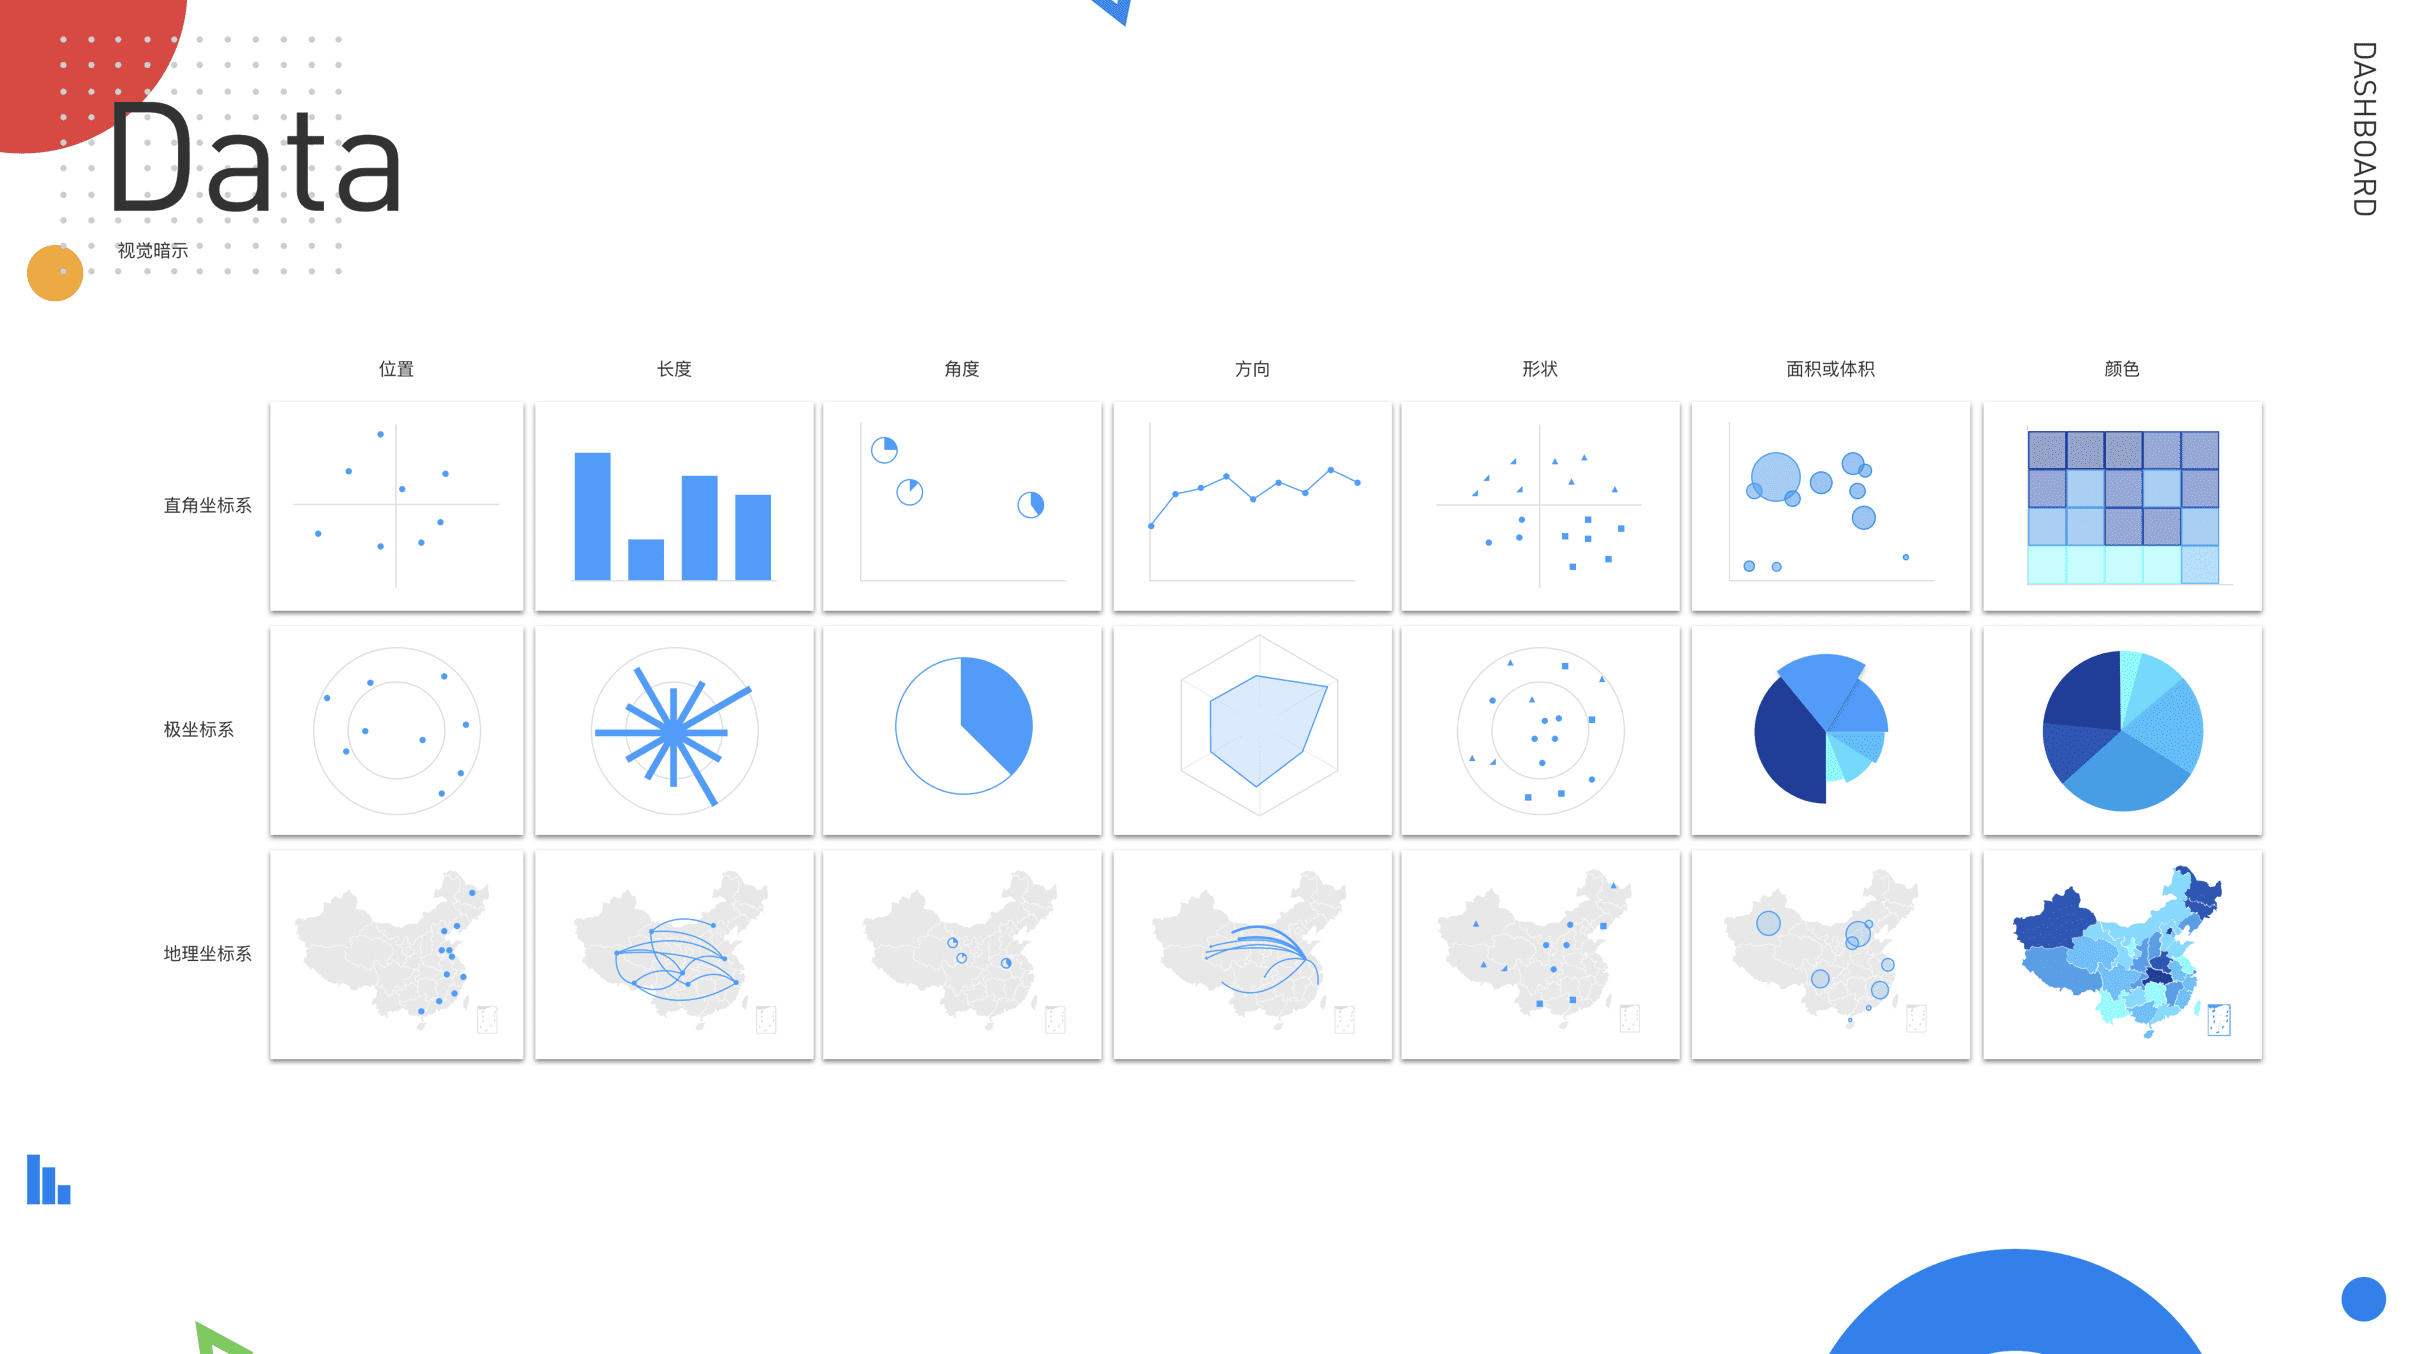 Data
视觉暗示
DASHBOARD
位置
长度
角度
方向
形状
面积或体积
颜色
直角坐标系
极坐标系
地理坐标系